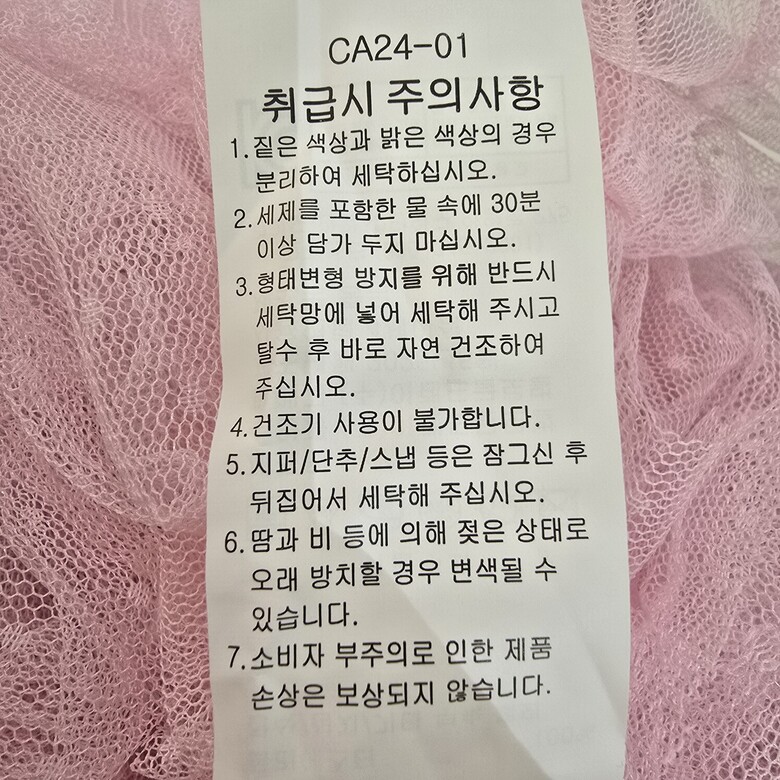 CA24-01
취급시 주의사항
1. 짙은 색상과 밝은 색상의 경우
분리하여 세탁하십시오.
2. 세제를 포함한 물 속에 30분
이상 담가 두지 마십시오.
3. 형태변형 방지를 위해 반드시
세탁망에 넣어 세탁해 주시고
탈수 후 바로 자연 건조하여
주십시오.
4. 건조기 사용이 불가합니다.
5. 지퍼/단추/스냅 등은 잠그신 후
뒤집어서 세탁해 주십시오.
6. 땀과 비 등에 의해 젖은 상태로
오래 방치할 경우 변색될 수
있습니다.
7. 소비자 부주의로 인한 제품
손상은 보상되지 않습니다.